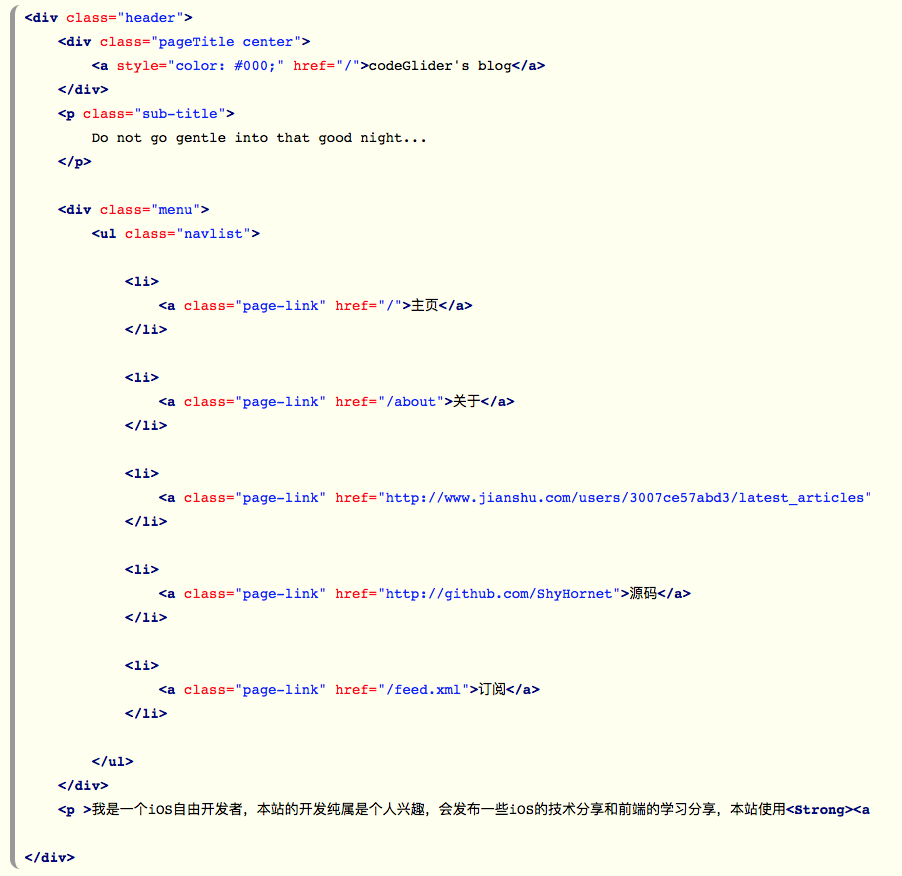 <div class="header">
    <div class="pageTitle center">
        <a style="color: #000;" href="/">codeGlider's blog</a>
    </div>
    <p class="sub-title">
        Do not go gentle into that good night...
    </p>

    <div class="menu">
        <ul class="navlist">

            <li>
                <a class="page-link" href="/">主页</a>
            </li>

            <li>
                <a class="page-link" href="/about">关于</a>
            </li>

            <li>
                <a class="page-link" href="http://www.jianshu.com/users/3007ce57abd3/latest_articles"
            </li>

            <li>
                <a class="page-link" href="http://github.com/ShyHornet">源码</a>
            </li>

            <li>
                <a class="page-link" href="/feed.xml">订阅</a>
            </li>

        </ul>
    </div>
    <p >我是一个iOS自由开发者，本站的开发纯属是个人兴趣，会发布一些iOS的技术分享和前端的学习分享，本站使用<Strong><a

</div>